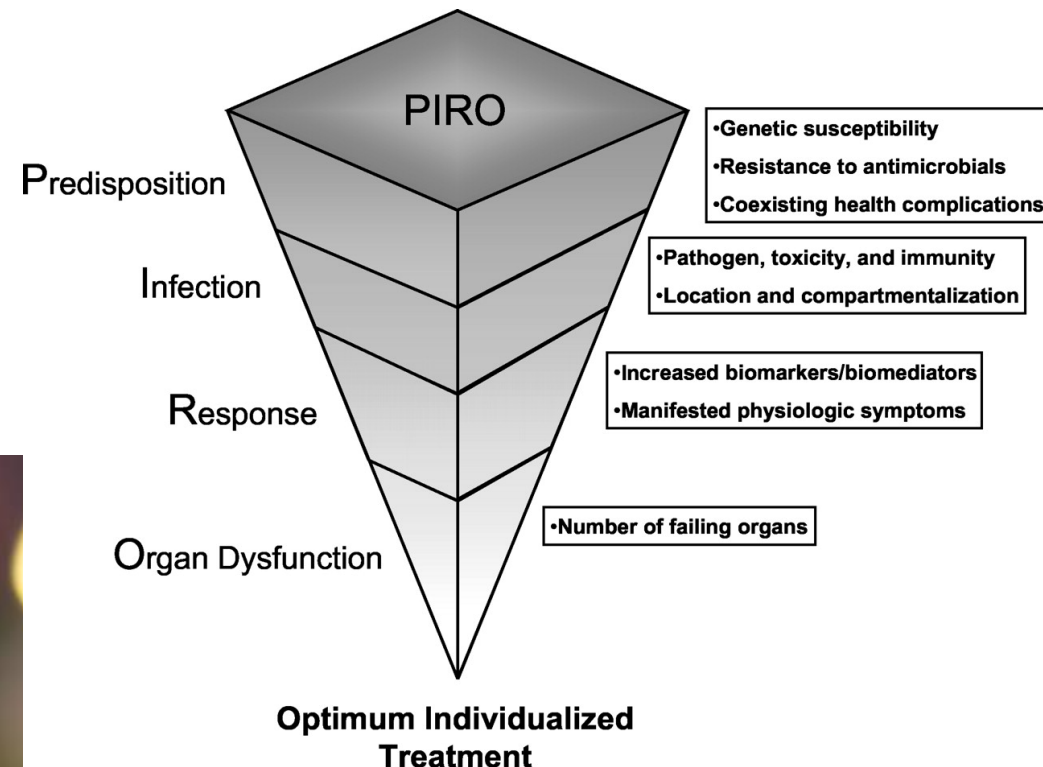 PIRO
Predisposition
•Genetic susceptibility
•Resistance to antimicrobials
•Coexisting health complications
Infection
•Pathogen, toxicity, and immunity
•Location and compartmentalization
Response
•Increased biomarkers/biomediators
•Manifested physiologic symptoms
Organ Dysfunction
•Number of failing organs
Optimum Individualized
Treatment